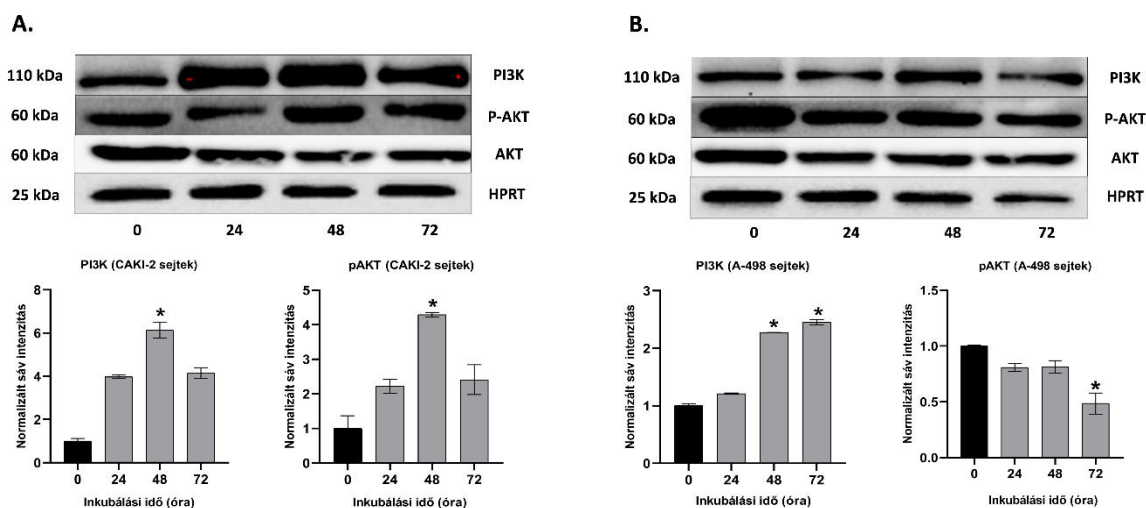 A.
110 kDa PI3K
60 kDa P-AKT
60 kDa AKT
25 kDa HPRT
0 24 48 72
PI3K (CAKI-2 sejtek)
Normalizált sáv intenzitás
8
6
4
2
0
*
0 24 48 72
Inkubálási idő (óra)
pAKT (CAKI-2 sejtek)
Normalizált sáv intenzitás
6
4
2
0
*
0 24 48 72
Inkubálási idő (óra)
B.
110 kDa PI3K
60 kDa P-AKT
60 kDa AKT
25 kDa HPRT
0 24 48 72
PI3K (A-498 sejtek)
Normalizált sáv intenzitás
3
2
1
0
* *
0 24 48 72
Inkubálási idő (óra)
pAKT (A-498 sejtek)
Normalizált sáv intenzitás
1.5
1.0
0.5
0.0
*
0 24 48 72
Inkubálási idő (óra)